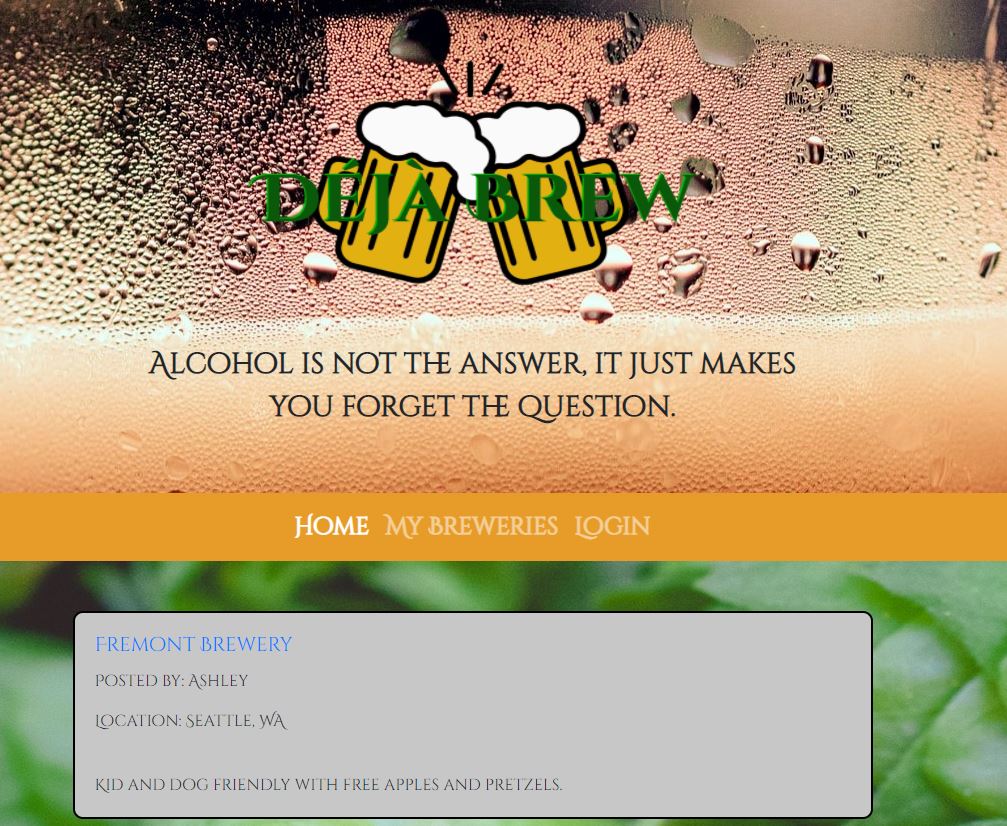 Déjà Brew
Alcohol is not the answer, it just makes
you forget the question.
Home My Breweries Login
Fremont Brewery
Posted by: Ashley
Location: Seattle, WA
Kid and dog friendly with free apples and pretzels.